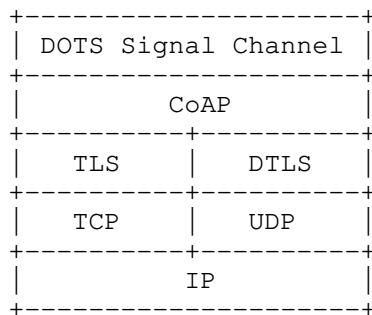 +---------------------+
| DOTS Signal Channel |
+---------------------+
|         CoAP        |
+----------+----------+
|   TLS    |   DTLS   |
+----------+----------+
|   TCP    |   UDP    |
+----------+----------+
|          IP         |
+---------------------+